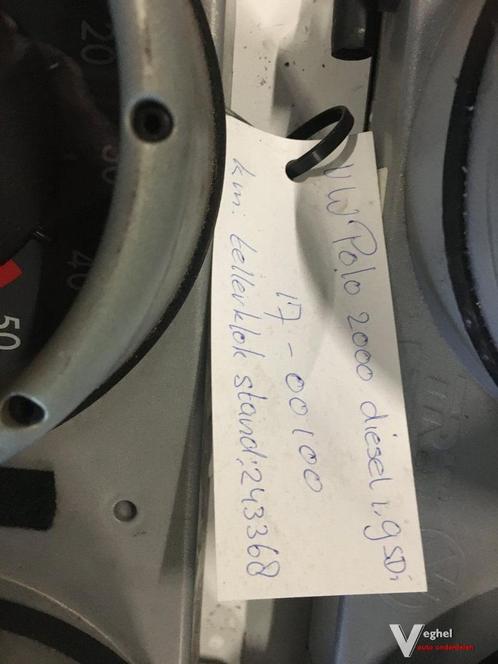 VW Polo 2000 diesel 1,9 SDi
17-00100
km: tellerklok stand: 243368
20
30
40
50
Veghel
auto onderdelen